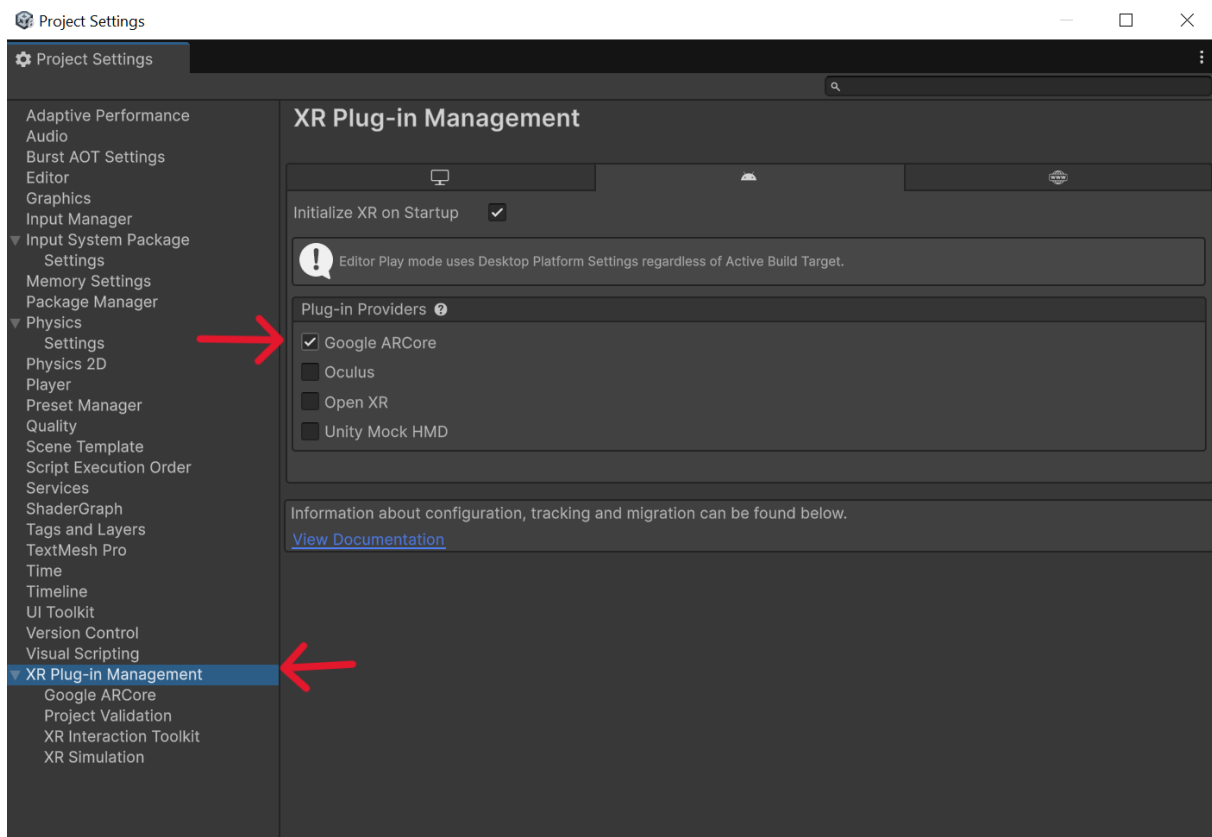 Project Settings
Project Settings
Adaptive Performance
Audio
Burst AOT Settings
Editor
Graphics
Input Manager
Input System Package
Settings
Memory Settings
Package Manager
Physics
Settings
Physics 2D
Player
Preset Manager
Quality
Scene Template
Script Execution Order
Services
ShaderGraph
Tags and Layers
TextMesh Pro
Time
Timeline
UI Toolkit
Version Control
Visual Scripting
XR Plug-in Management
Google ARCore
Project Validation
XR Interaction Toolkit
XR Simulation
XR Plug-in Management
www
Initialize XR on Startup
Editor Play mode uses Desktop Platform Settings regardless of Active Build Target.
Plug-in Providers
Google ARCore
Oculus
Open XR
Unity Mock HMD
Information about configuration, tracking and migration can be found below.
View Documentation